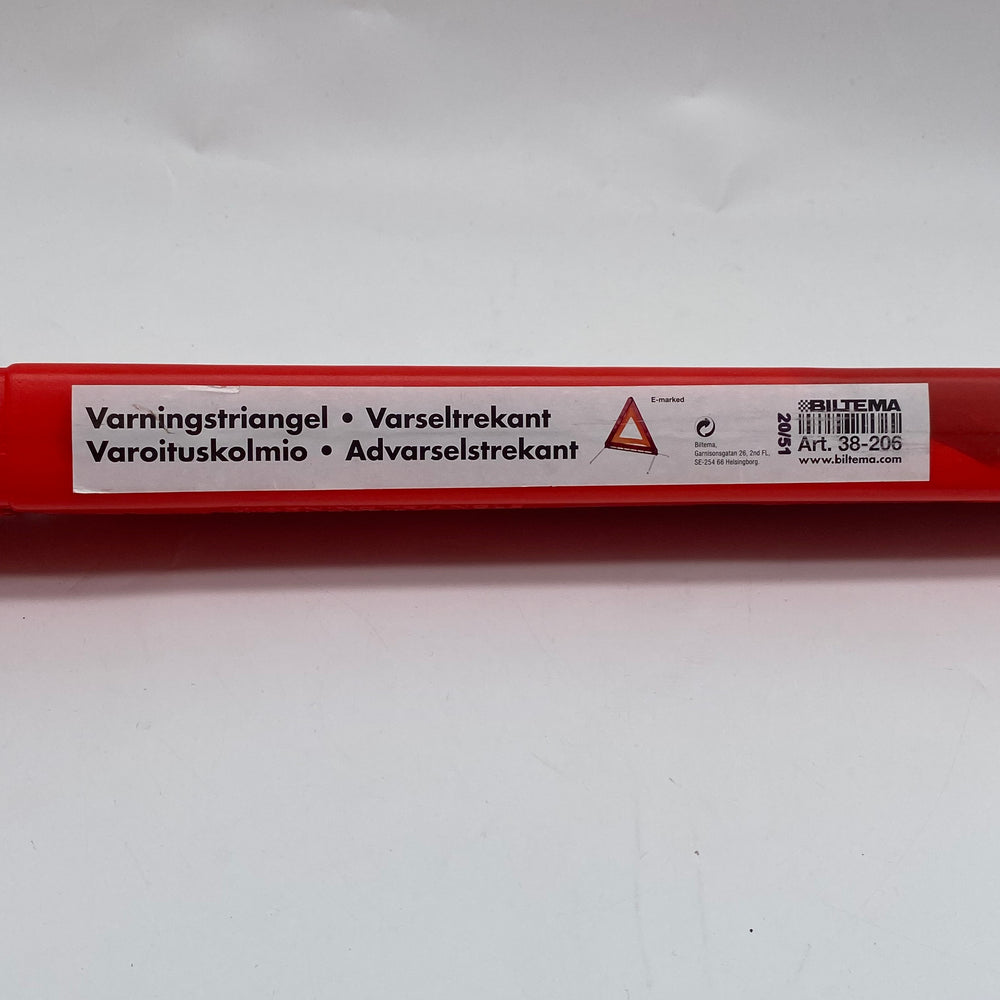 Varningstriangel • Varseltrekant
Varoituskolmio • Advarselstrekant
E-marked
Biltema,
Garnisonsgatan 26, 2nd FL,
SE-254 66 Helsingborg.
20/51
BILTEMA
Art. 38-206
www.biltema.com